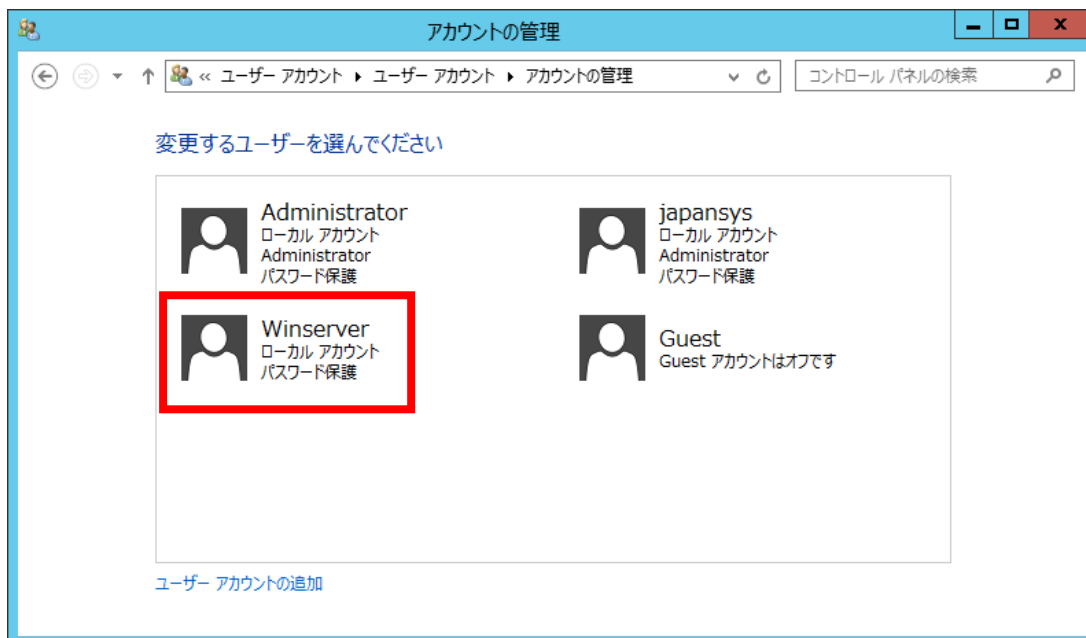 アカウントの管理
« ユーザー アカウント ▸ ユーザー アカウント ▸ アカウントの管理
コントロール パネルの検索
変更するユーザーを選んでください
Administrator
ローカル アカウント
Administrator
パスワード保護
japansys
ローカル アカウント
Administrator
パスワード保護
Winserver
ローカル アカウント
パスワード保護
Guest
Guest アカウントはオフです
ユーザー アカウントの追加